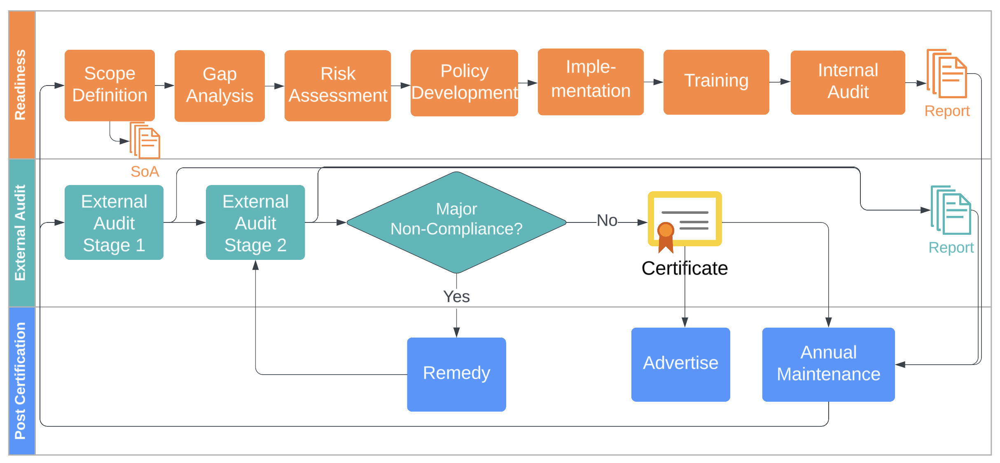 Readiness
Scope
Definition
Gap
Analysis
Risk
Assessment
Policy
Development
Imple-
mentation
Training
Internal
Audit
Report
SoA
External Audit
External
Audit
Stage 1
External
Audit
Stage 2
Major
Non-Compliance?
No
Certificate
Report
Yes
Post Certification
Remedy
Advertise
Annual
Maintenance